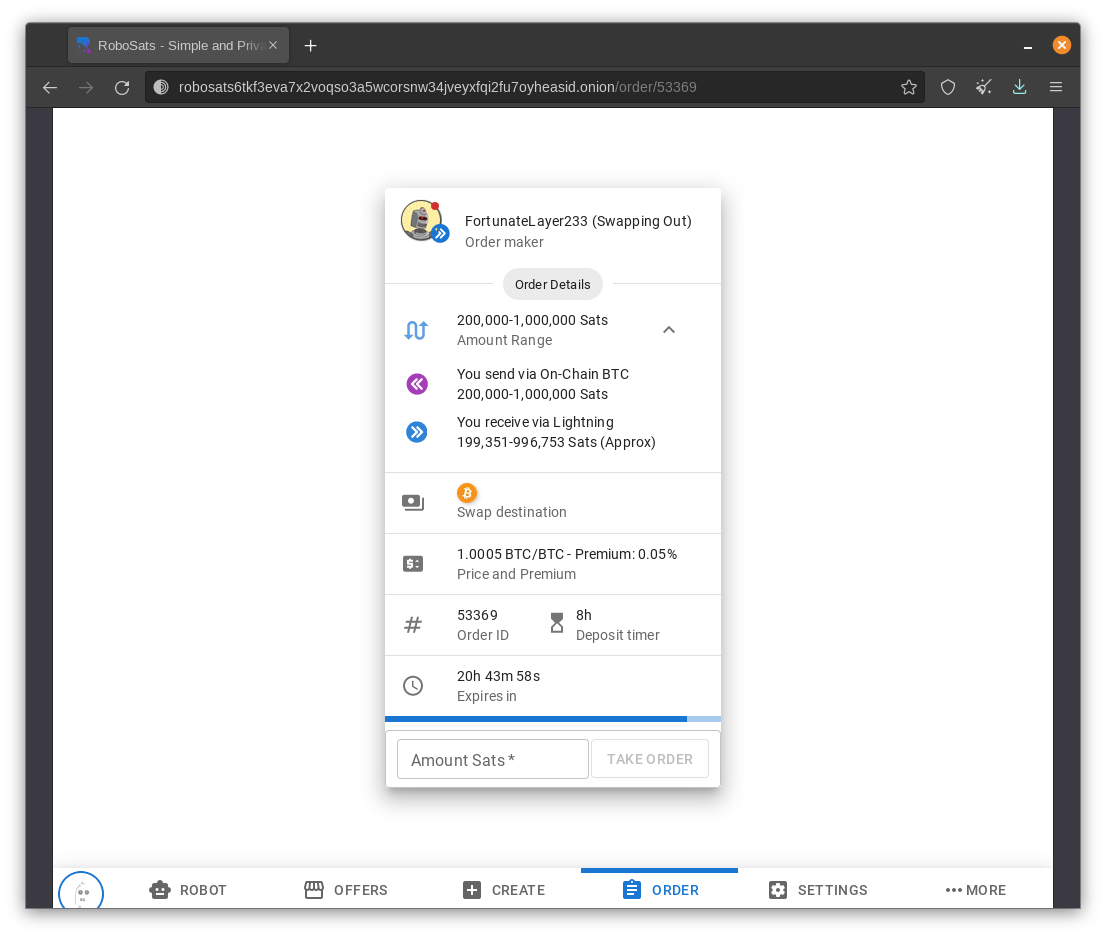 RoboSats - Simple and Priva
robosats6tkf3eva7x2voqso3a5wcorsnw34jveyxfqi2fu7oyheasid.onion/order/53369
FortunateLayer233 (Swapping Out)
Order maker
Order Details
200,000-1,000,000 Sats
Amount Range
You send via On-Chain BTC
200,000-1,000,000 Sats
You receive via Lightning
199,351-996,753 Sats (Approx)
Swap destination
1.0005 BTC/BTC - Premium: 0.05%
Price and Premium
53369
Order ID
8h
Deposit timer
20h 43m 58s
Expires in
Amount Sats *
TAKE ORDER
ROBOT
OFFERS
CREATE
ORDER
SETTINGS
MORE